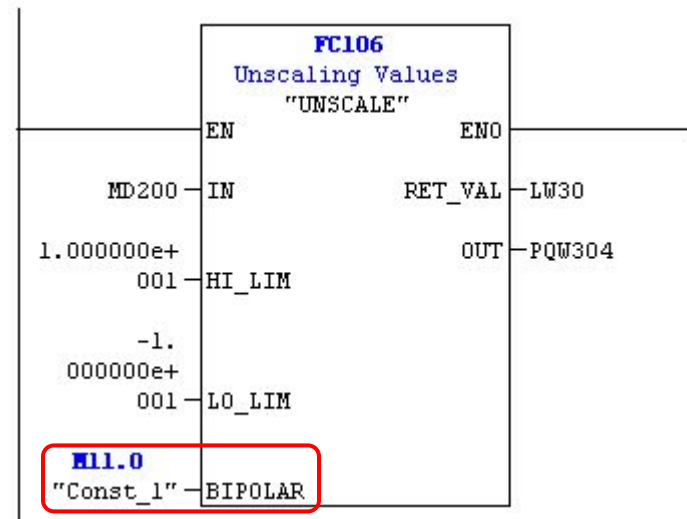 FC106
Unscaling Values
"UNSCALE"
EN ENO
MD200 IN RET_VAL LW30
1.000000e+ OUT PQW304
001 HI_LIM
-1.
000000e+
001 LO_LIM
M11.0
"Const_1" BIPOLAR